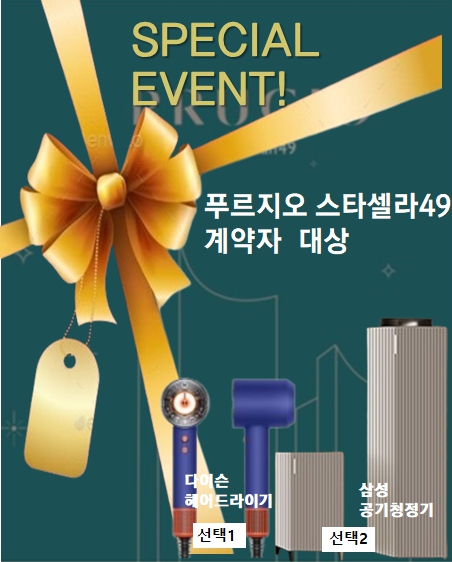 SPECIAL
EVENT!
PRUGIO
푸르지오 스타셀라49
계약자 대상
다이슨
헤어드라이기
삼성
공기청정기
선택1
선택2